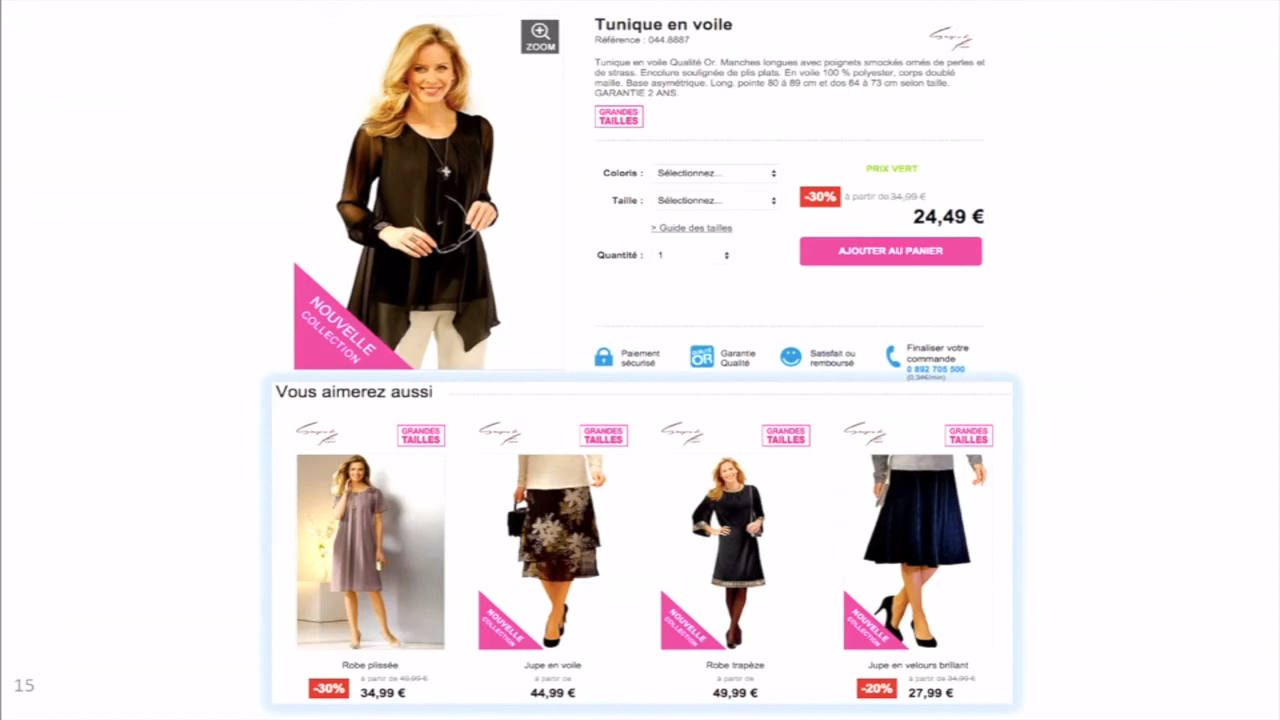 ZOOM
Tunique en voile
Référence : 044.8887
Tunique en voile Qualité Or. Manches longues avec poignets smockés ornés de perles et
de strass. Encolure soulignée de plis plats. En voile 100 % polyester, corps doublé
maille. Base asymétrique. Long. pointe 80 à 89 cm et dos 64 à 73 cm selon taille.
GARANTIE 2 ANS.
GRANDES
TAILLES
Coloris : Sélectionnez...
PRIX VERT
Taille : Sélectionnez...
-30% à partir de 34,99 €
24,49 €
> Guide des tailles
Quantité : 1
AJOUTER AU PANIER
NOUVELLE
COLLECTION
Paiement
sécurisé
QUALITÉ
OR
Garantie
Qualité
Satisfait ou
remboursé
Finaliser votre
commande
0 892 705 500
(0,34€/min)
Vous aimerez aussi
GRANDES
TAILLES
GRANDES
TAILLES
GRANDES
TAILLES
GRANDES
TAILLES
NOUVELLE
COLLECTION
NOUVELLE
COLLECTION
NOUVELLE
COLLECTION
Robe plissée
-30% à partir de 49,99 €
34,99 €
Jupe en voile
à partir de
44,99 €
Robe trapèze
à partir de
49,99 €
Jupe en velours brillant
-20% à partir de 34,99 €
27,99 €
15